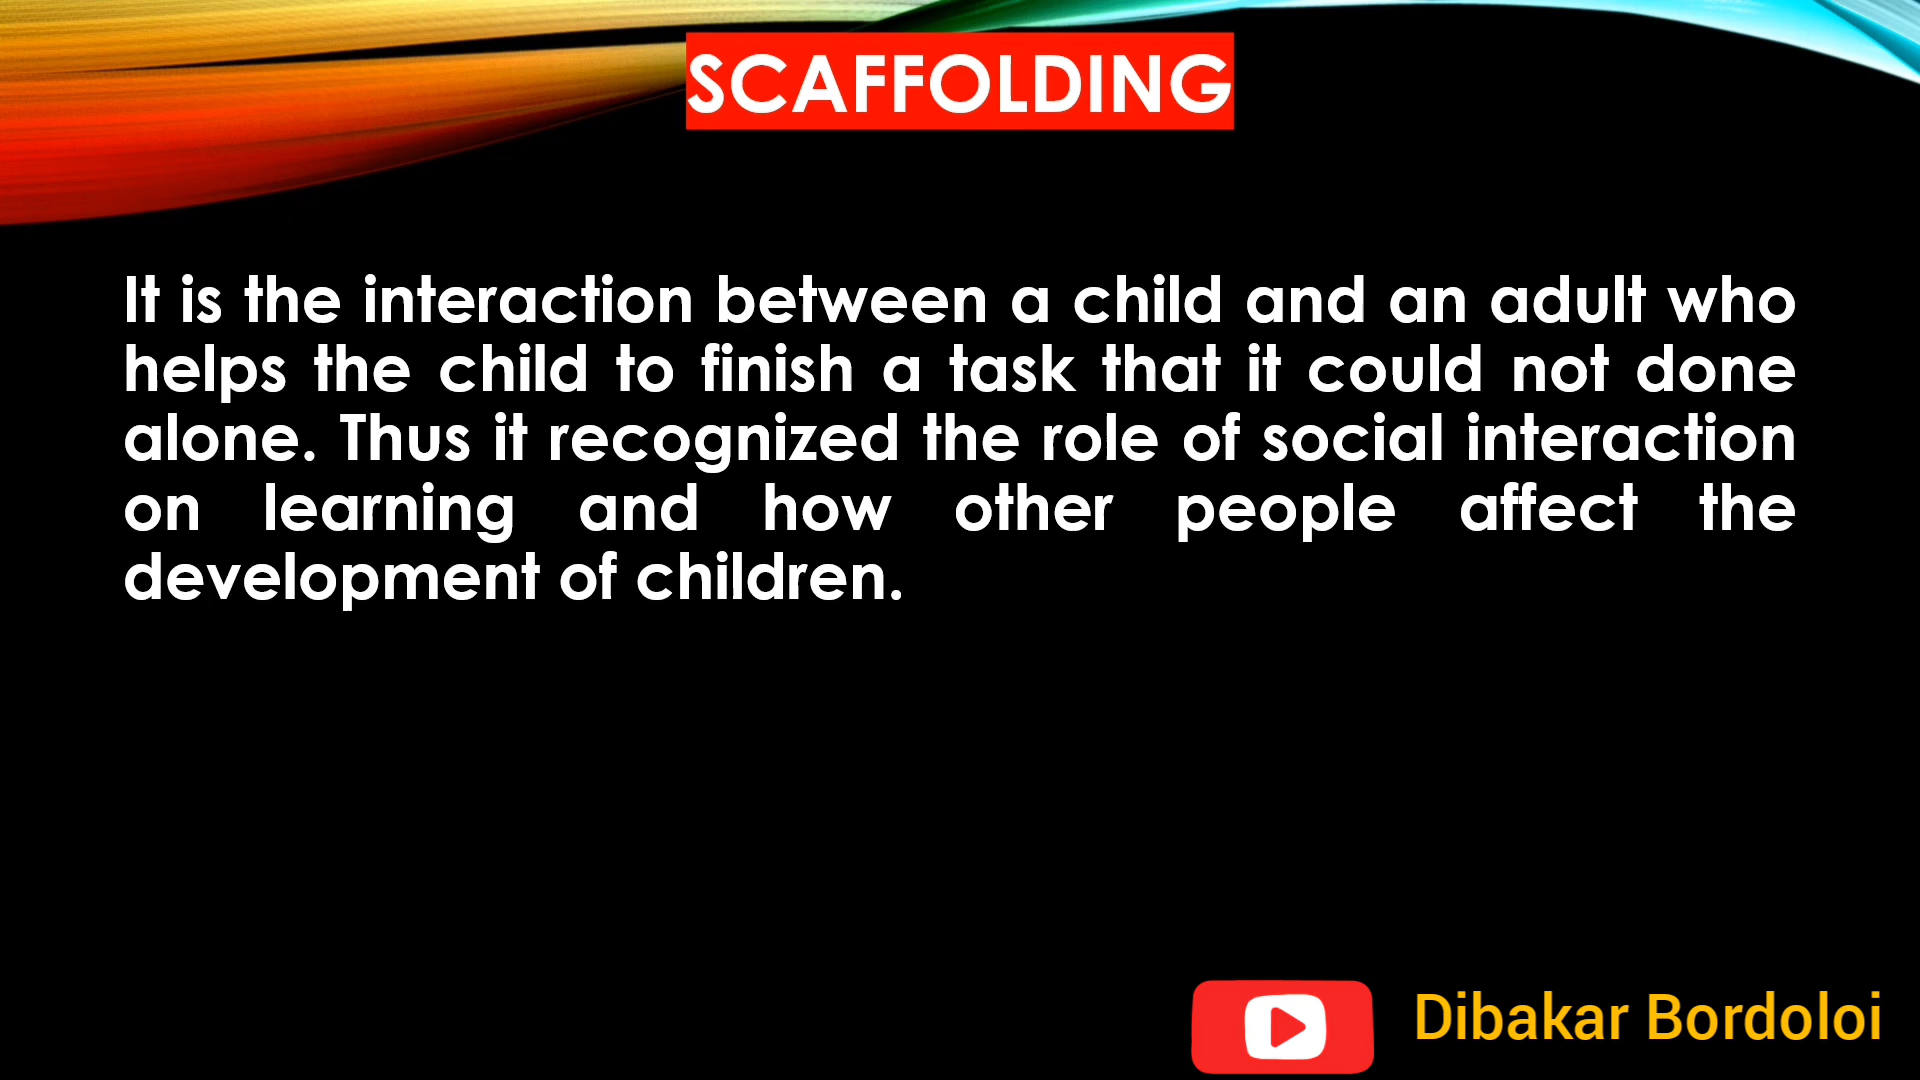 SCAFFOLDING
It is the interaction between a child and an adult who
helps the child to finish a task that it could not done
alone. Thus it recognized the role of social interaction
on learning and how other people affect the
development of children.
Dibakar Bordoloi